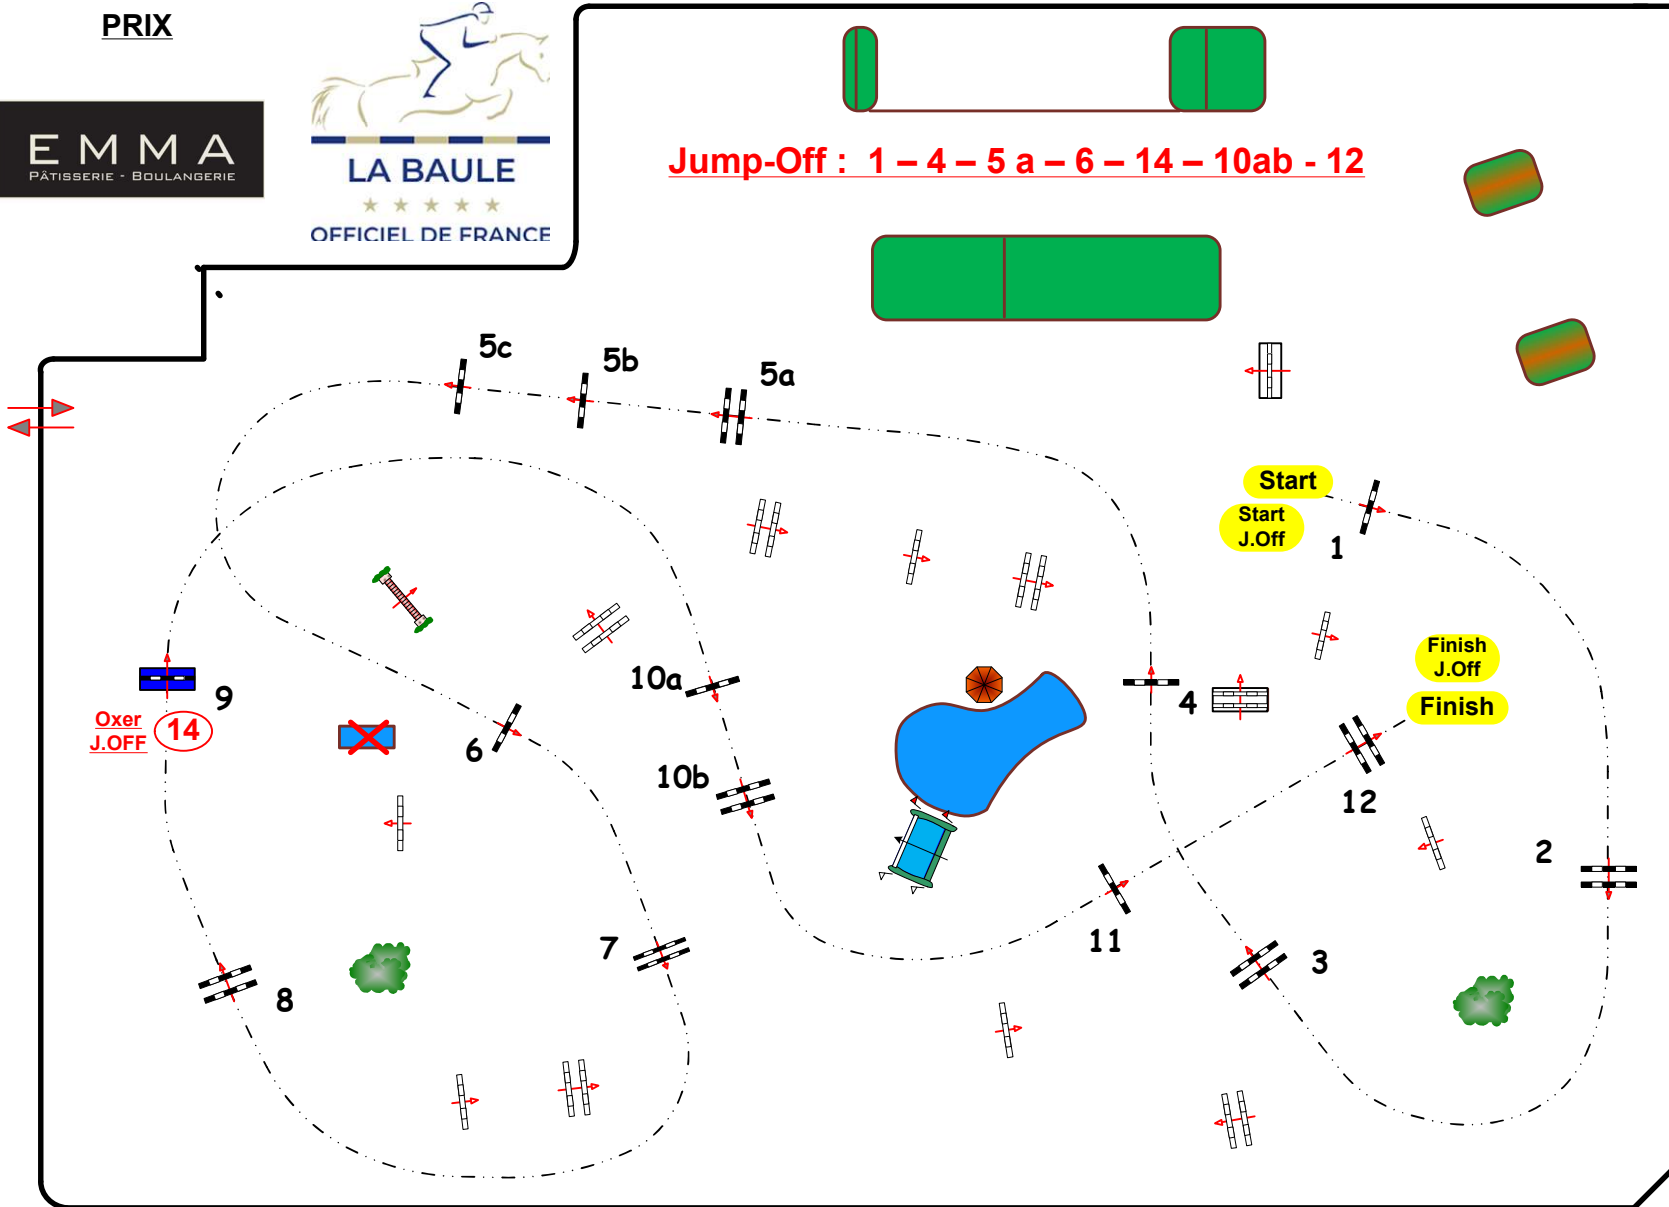 PRIX
EMMA
PÂTISSERIE - BOULANGERIE
LA BAULE
OFFICIEL DE FRANCE
Jump-Off : 1 – 4 – 5 a – 6 – 14 – 10ab - 12
5c
5b
5a
Start
Start
J.Off
1
Finish
J.Off
Finish
10a
4
9
Oxer
J.OFF
14
6
10b
12
2
7
11
3
8